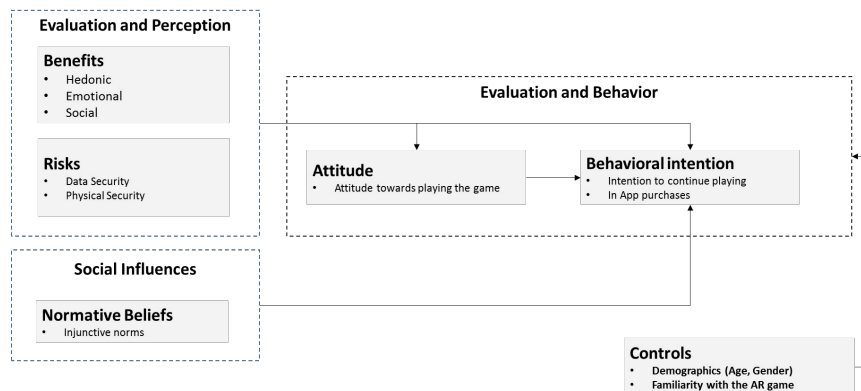 Evaluation and Perception
Benefits
• Hedonic
• Emotional
• Social
Risks
• Data Security
• Physical Security
Evaluation and Behavior
Attitude
• Attitude towards playing the game
Behavioral intention
• Intention to continue playing
• In App purchases
Social Influences
Normative Beliefs
• Injunctive norms
Controls
• Demographics (Age, Gender)
• Familiarity with the AR game